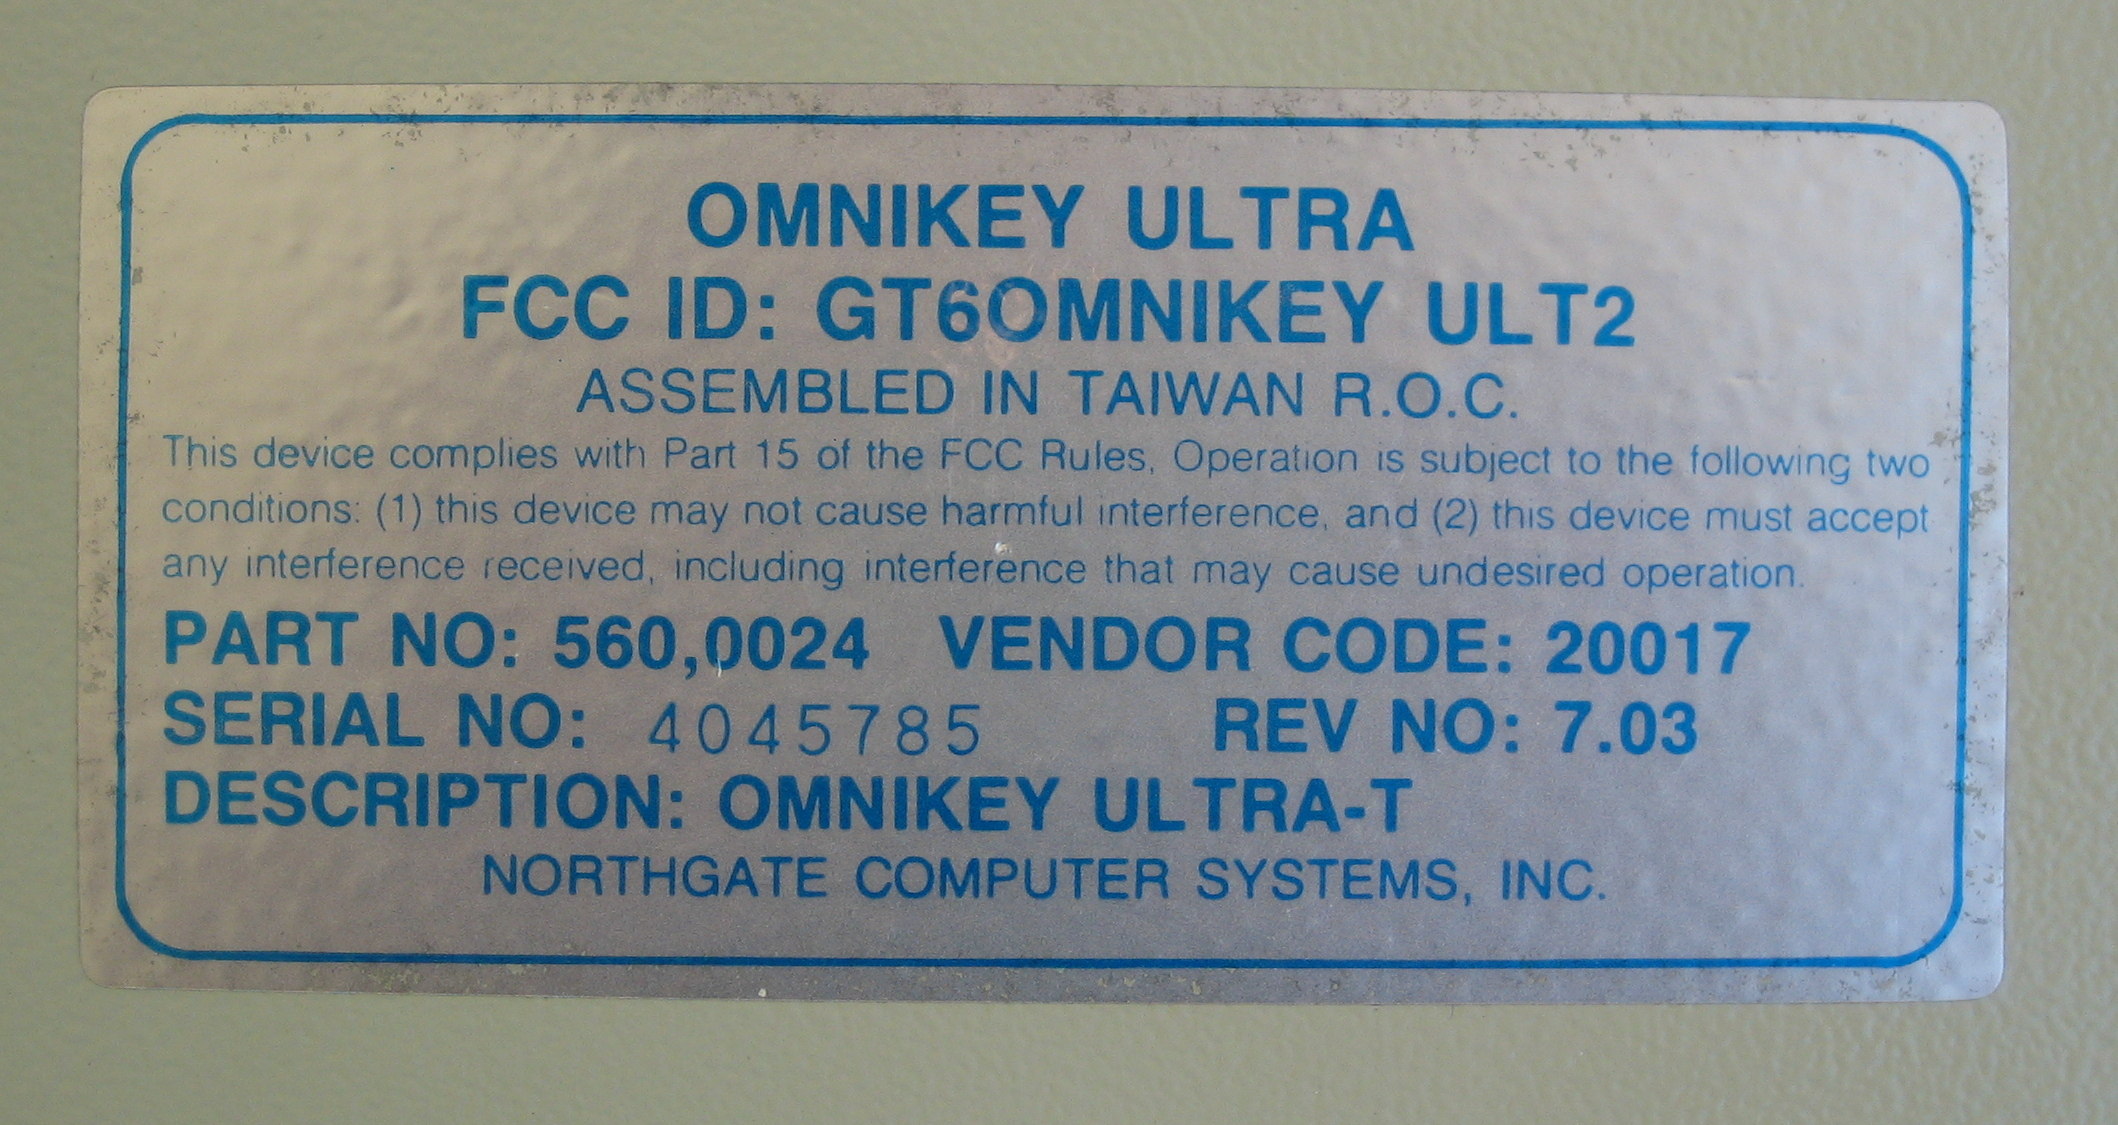 OMNIKEY ULTRA
FCC ID: GT6OMNIKEY ULT2
ASSEMBLED IN TAIWAN R.O.C.
This device complies with Part 15 of the FCC Rules, Operation is subject to the following two
conditions: (1) this device may not cause harmful interference, and (2) this device must accept
any interference received, including interference that may cause undesired operation.
PART NO: 560,0024 VENDOR CODE: 20017
SERIAL NO: 4045785 REV NO: 7.03
DESCRIPTION: OMNIKEY ULTRA-T
NORTHGATE COMPUTER SYSTEMS, INC.